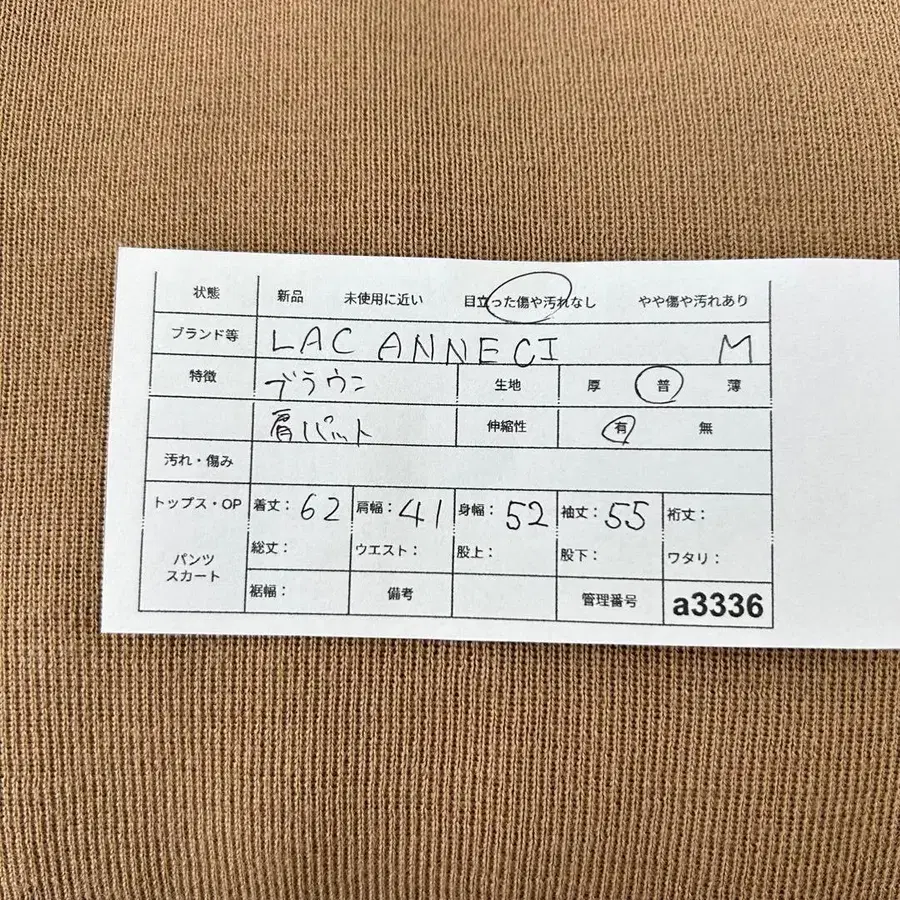 状態 新品 未使用に近い 目立った傷や汚れなし やや傷や汚れあり
ブランド等 LAC ANNECI M
特徴 ブラウン 生地 厚 普 薄
肩パット 伸縮性 有 無
汚れ・傷み
トップス・OP 着丈: 62 肩幅: 41 身幅: 52 袖丈: 55 裄丈:
パンツ スカート 総丈: ウエスト: 股上: 股下: ワタリ:
裾幅: 備考 管理番号 a3336